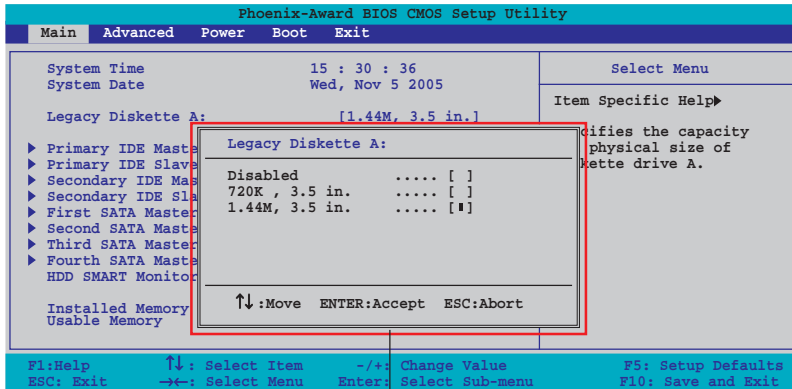 Phoenix-Award BIOS CMOS Setup Utility
Main Advanced Power Boot Exit
System Time 15 : 30 : 36
System Date Wed, Nov 5 2005
Legacy Diskette A: [1.44M, 3.5 in.]
Primary IDE Maste
Primary IDE Slave
Secondary IDE Mas
Secondary IDE Sla
First SATA Master
Second SATA Maste
Third SATA Master
Fourth SATA Maste
HDD SMART Monitor
Installed Memory
Usable Memory
Legacy Diskette A:
Disabled ..... [ ]
720K , 3.5 in. ..... [ ]
1.44M, 3.5 in. ..... [▮]
↑↓ :Move ENTER:Accept ESC:Abort
Select Menu
Item Specific Help▶
cifies the capacity
physical size of
kette drive A.
F1:Help ↑↓ : Select Item -/+: Change Value F5: Setup Defaults
ESC: Exit →←: Select Menu Enter: Select Sub-menu F10: Save and Exit